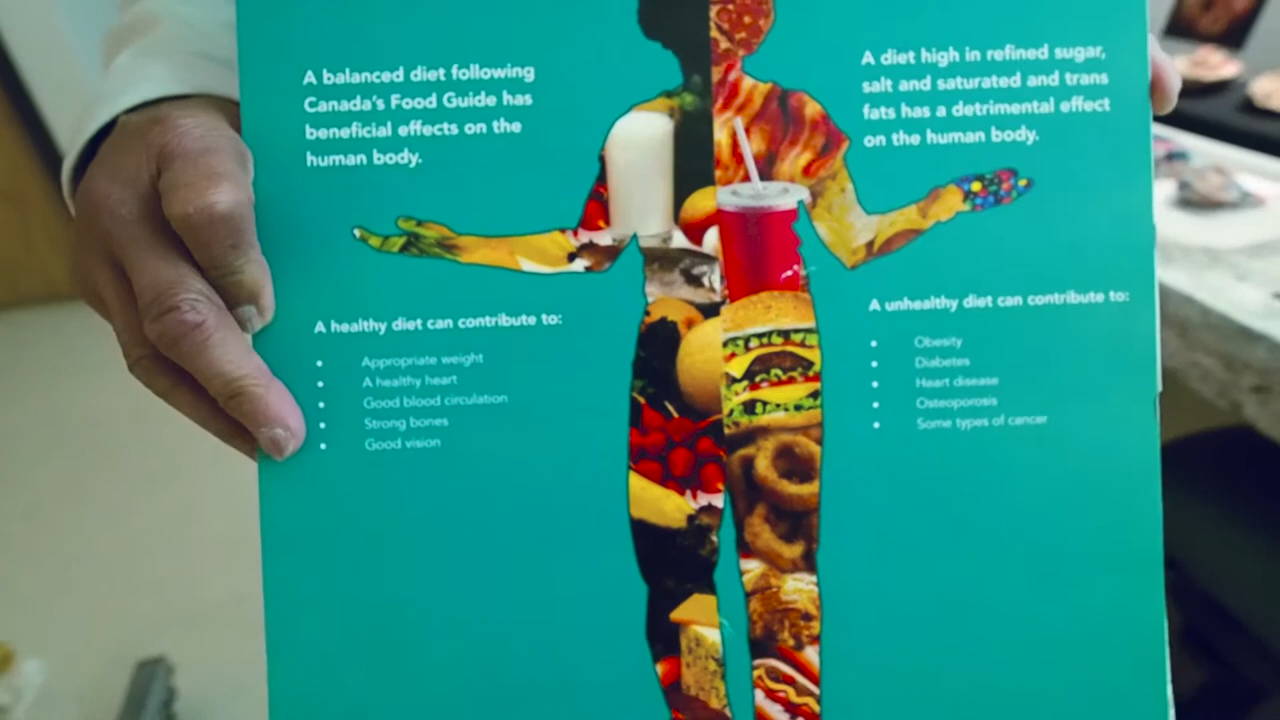 A balanced diet following
Canada's Food Guide has
beneficial effects on the
human body.
A healthy diet can contribute to:
• Appropriate weight
• A healthy heart
• Good blood circulation
• Strong bones
• Good vision
A diet high in refined sugar,
salt and saturated and trans
fats has a detrimental effect
on the human body.
A unhealthy diet can contribute to:
• Obesity
• Diabetes
• Heart disease
• Osteoporosis
• Some types of cancer